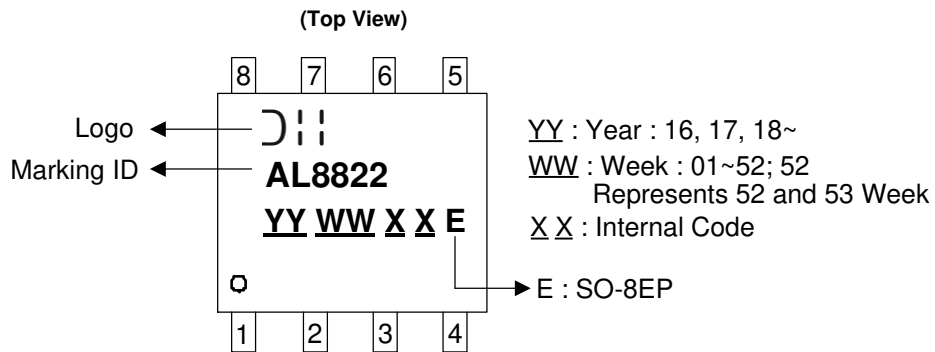 (Top View)
8 7 6 5
Logo
Marking ID
AL8822
YY WW X X E
YY : Year : 16, 17, 18~
WW : Week : 01~52; 52
Represents 52 and 53 Week
X X : Internal Code
E : SO-8EP
1 2 3 4